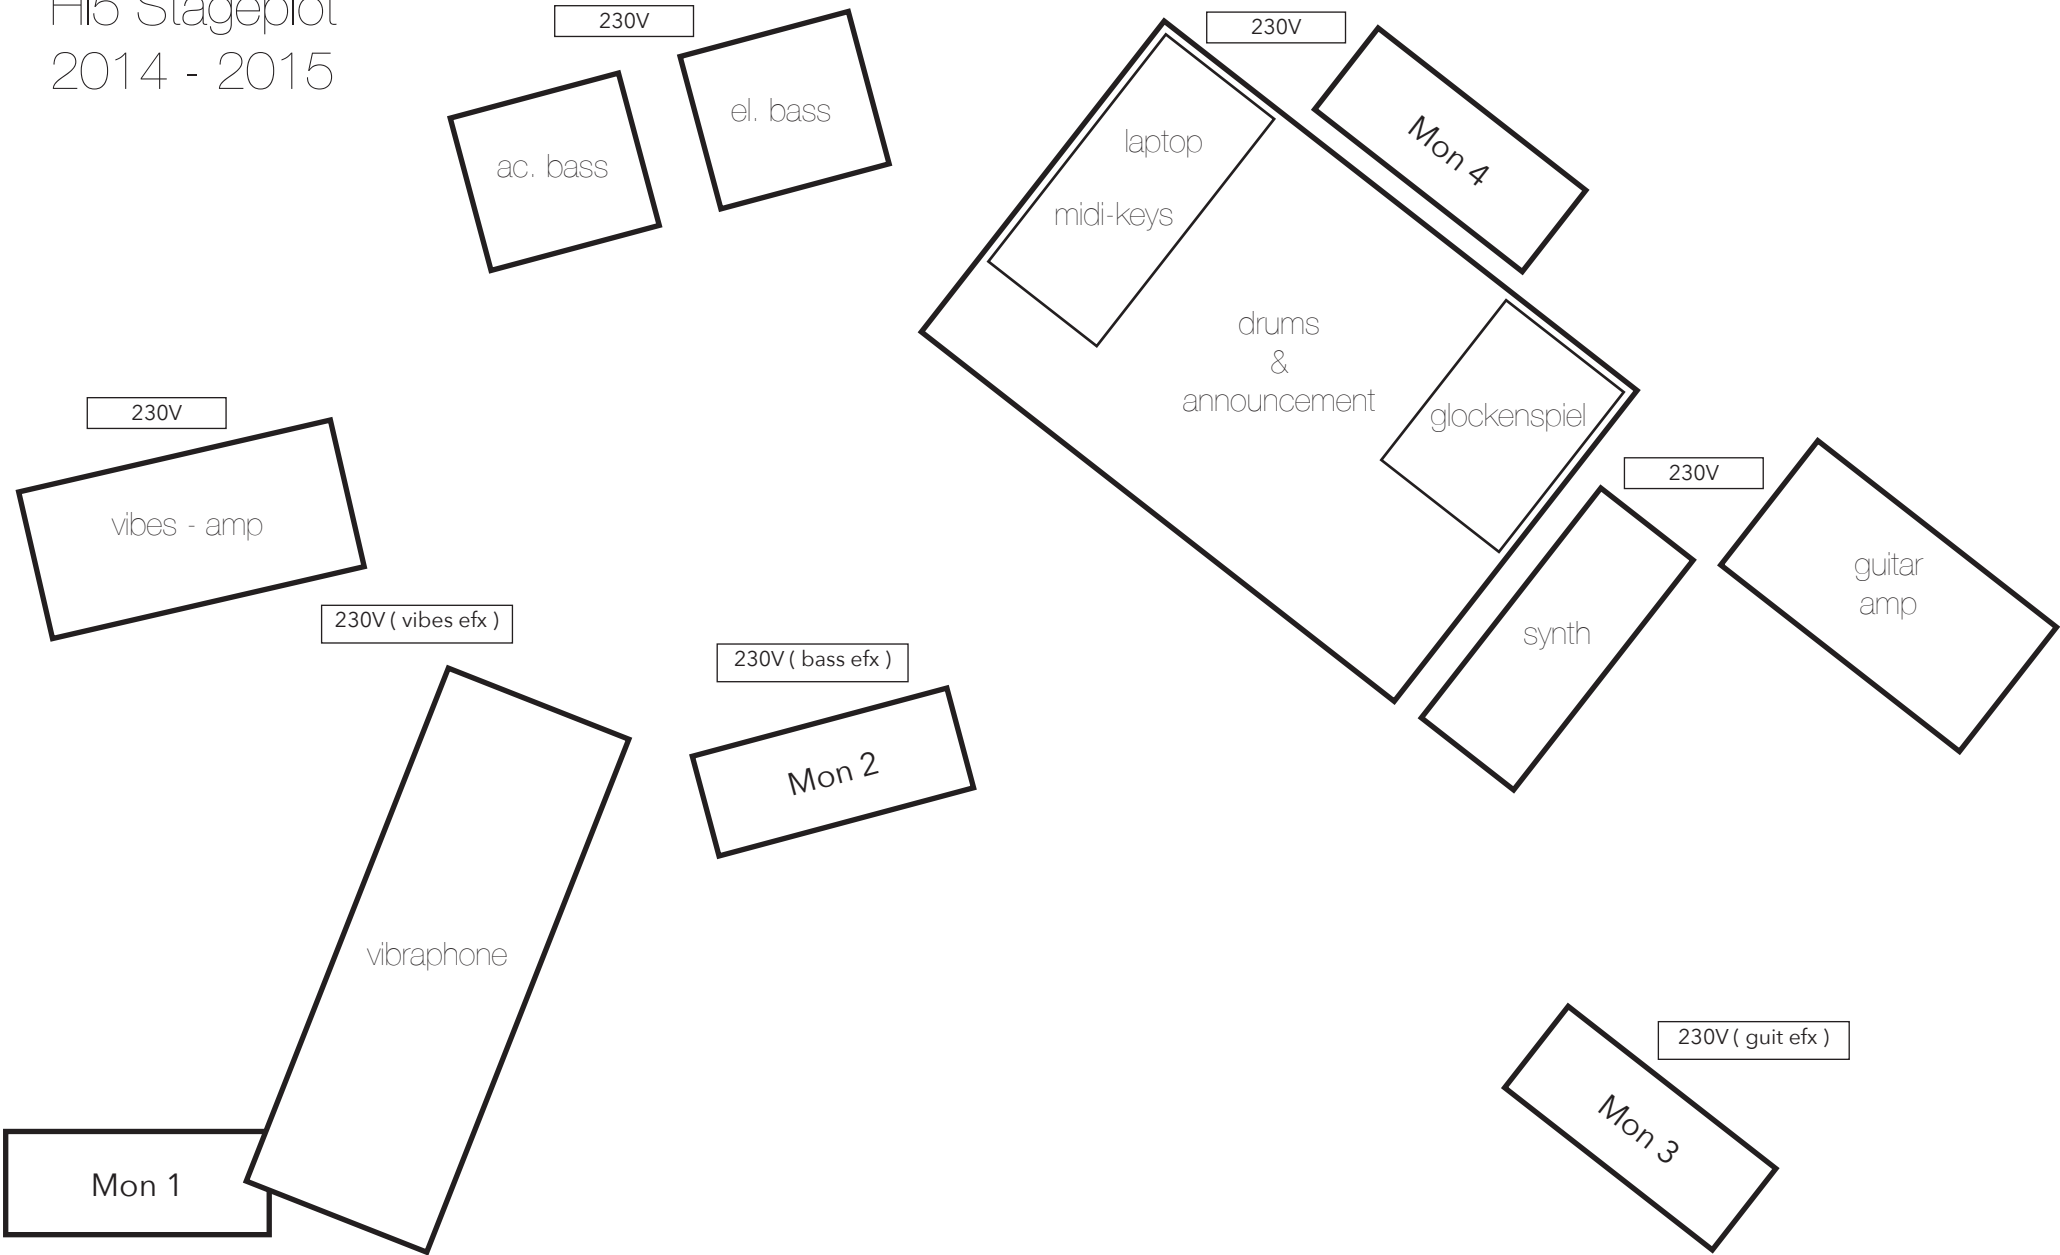 HI5 Stageplot
2014 - 2015
230V
230V
el. bass
ac. bass
laptop
midi-keys
Mon 4
drums
&
announcement
glockenspiel
230V
vibes - amp
230V
guitar
amp
synth
230V ( vibes efx )
230V ( bass efx )
Mon 2
vibraphone
230V ( guit efx )
Mon 3
Mon 1